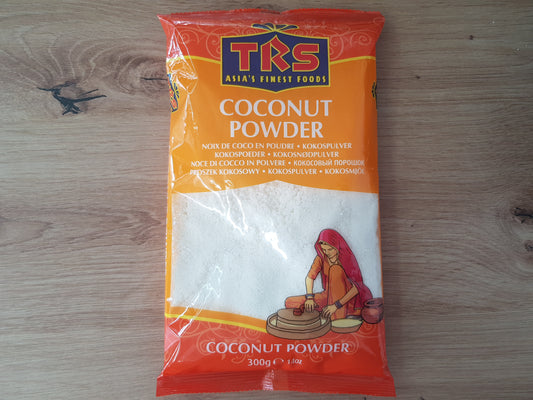 TRS
ASIA'S FINEST FOODS
COCONUT
POWDER
NOIX DE COCO EN POUDRE • KOKOSPULVER
KOKOSPOEDER • KOKOSNØDPULVER
NOCE DI COCCO IN POLVERE • КОКОСОВЫЙ ПОРОШОК
PROSZEK KOKOSOWY • KOKOSPULVER • KOKOSMJÖL
COCONUT POWDER
300g ℮